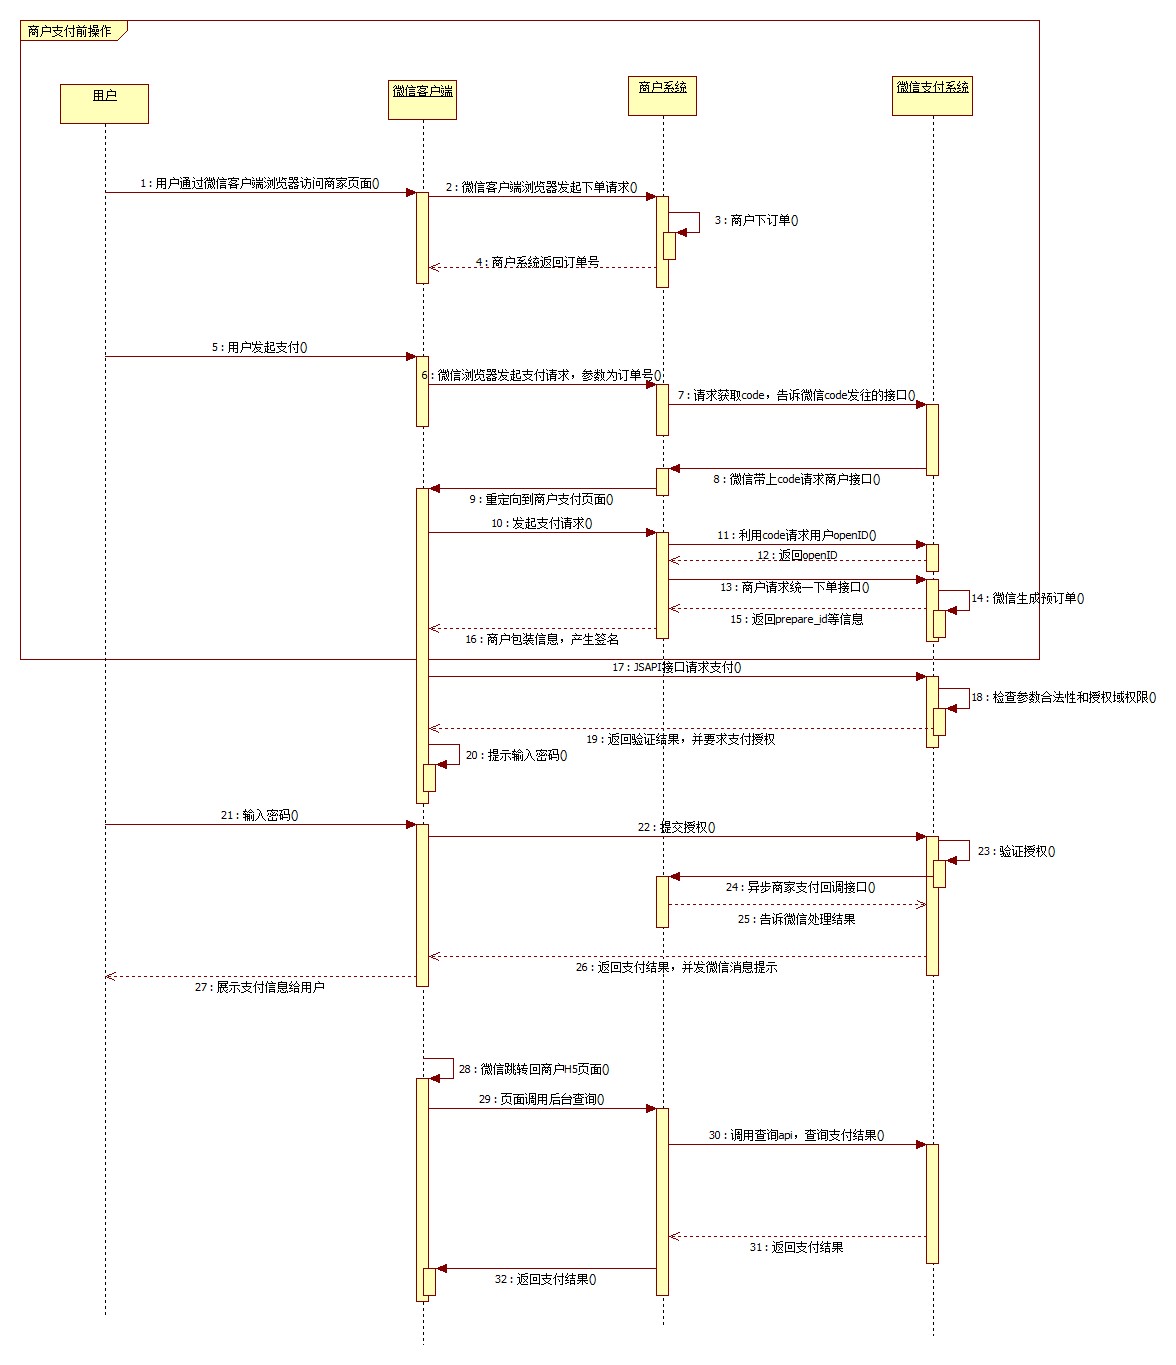 商户支付前操作
用户
微信客户端
商户系统
微信支付系统
1 : 用户通过微信客户端浏览器访问商家页面()
2 : 微信客户端浏览器发起下单请求()
3 : 商户下订单()
4 : 商户系统返回订单号
5 : 用户发起支付()
6 : 微信浏览器发起支付请求，参数为订单号()
7 : 请求获取code，告诉微信code发往的接口()
8 : 微信带上code请求商户接口()
9 : 重定向到商户支付页面()
10 : 发起支付请求()
11 : 利用code请求用户openID()
12 : 返回openID
13 : 商户请求统一下单接口()
14 : 微信生成预订单()
15 : 返回prepare_id等信息
16 : 商户包装信息，产生签名
17 : JSAPI接口请求支付()
18 : 检查参数合法性和授权域权限()
19 : 返回验证结果，并要求支付授权
20 : 提示输入密码()
21 : 输入密码()
22 : 提交授权()
23 : 验证授权()
24 : 异步商家支付回调接口()
25 : 告诉微信处理结果
26 : 返回支付结果，并发微信消息提示
27 : 展示支付信息给用户
28 : 微信跳转回商户H5页面()
29 : 页面调用后台查询()
30 : 调用查询api，查询支付结果()
31 : 返回支付结果
32 : 返回支付结果()